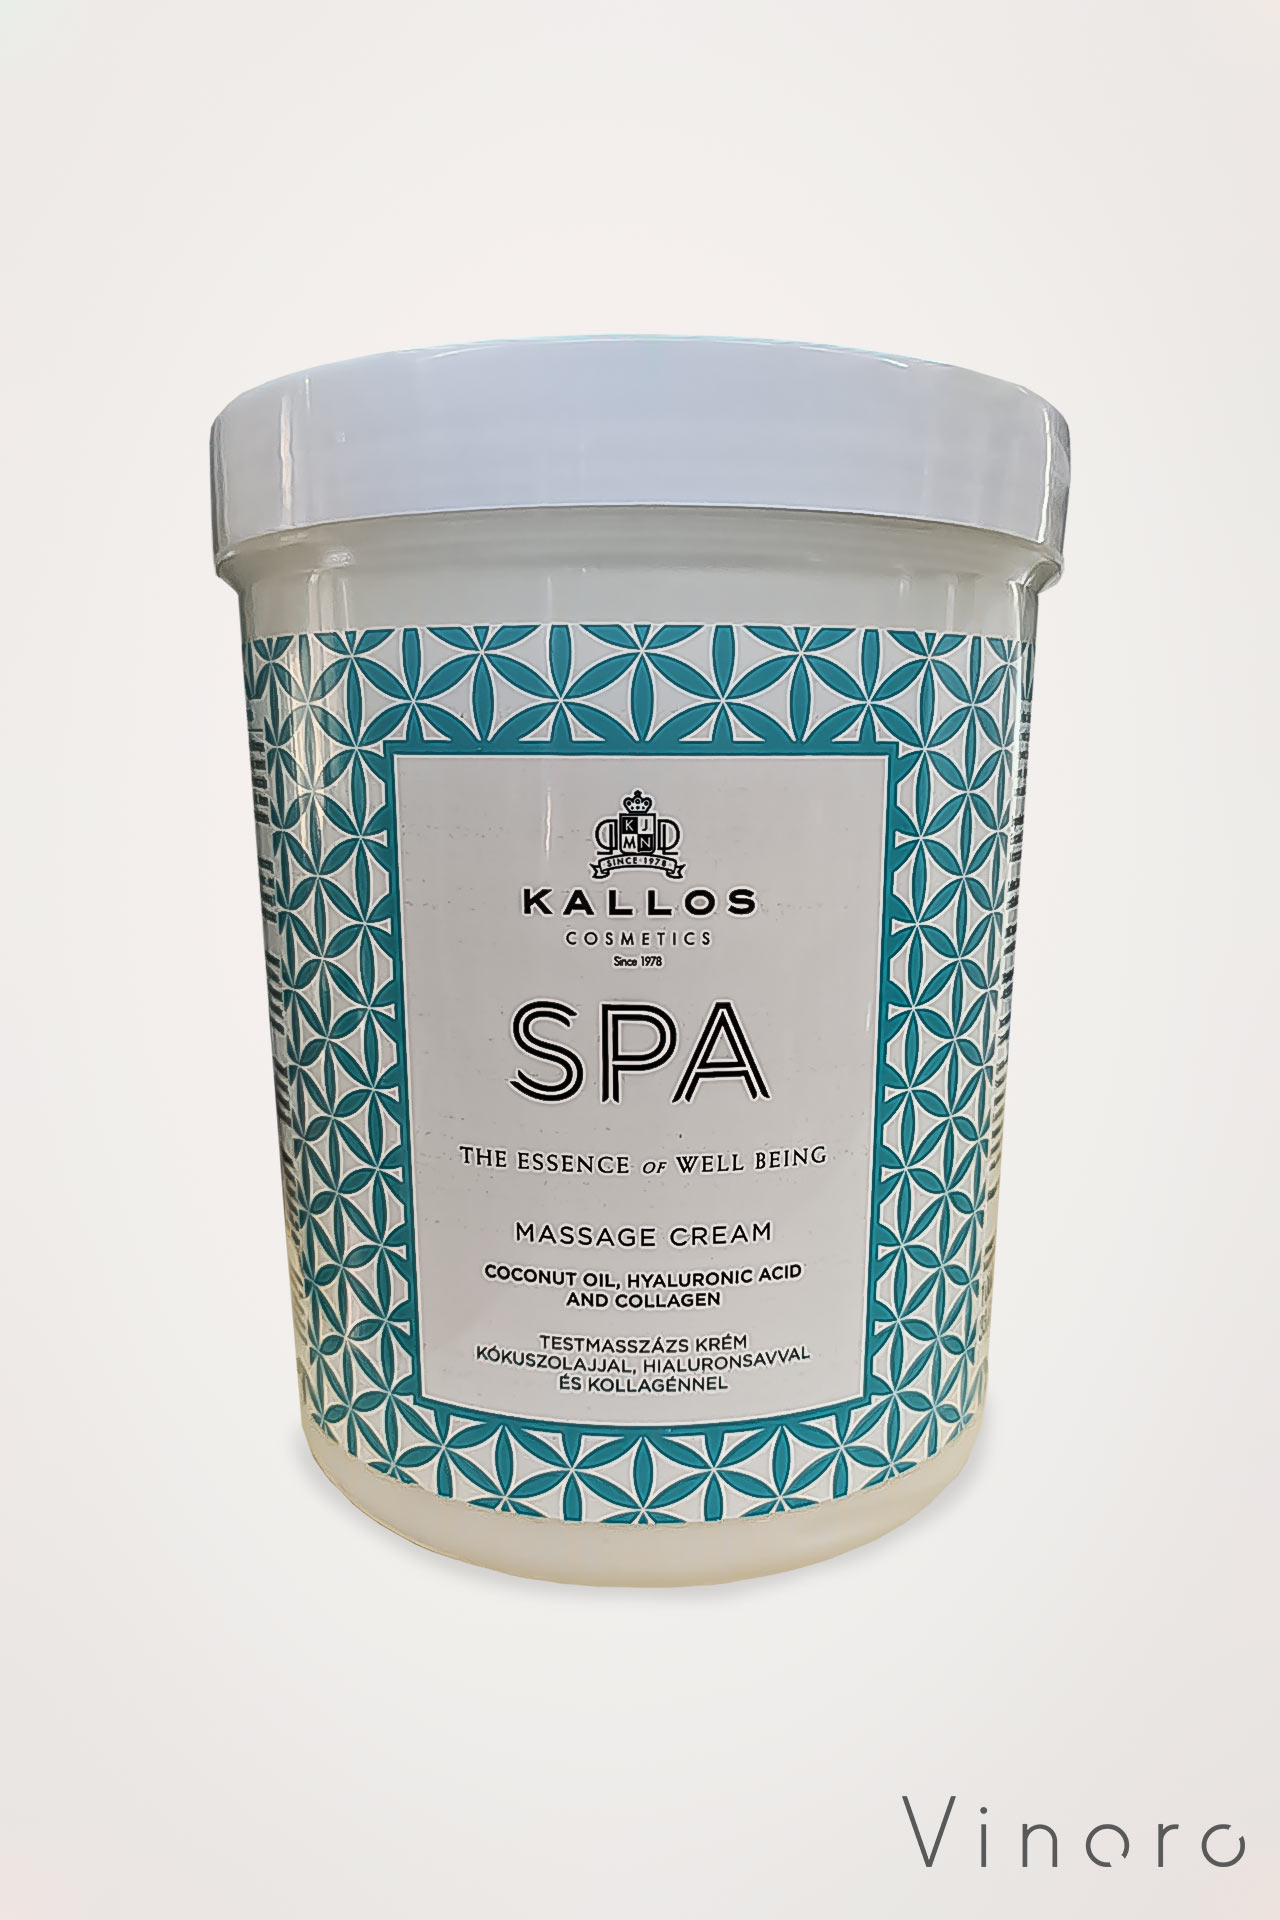 K J
M N
SINCE·1978
KALLOS
COSMETICS
Since 1978
SPA
THE ESSENCE OF WELL BEING
MASSAGE CREAM
COCONUT OIL, HYALURONIC ACID
AND COLLAGEN
TESTMASSZÁZS KRÉM
KÓKUSZOLAJJAL, HIALURONSAVVAL
ÉS KOLLAGÉNNEL
Vinoro